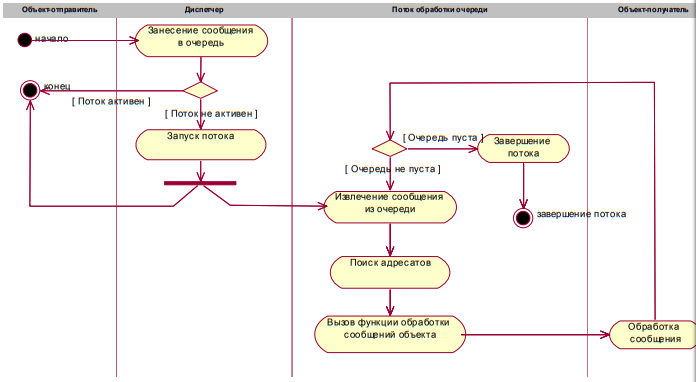 Объект-отправитель
Диспетчер
Поток обработки очереди
Объект-получатель
начало
Занесение сообщения
в очередь
конец
[ Поток активен ]
[ Поток не активен ]
Запуск потока
[ Очередь пуста ]
Завершение
потока
[ Очередь не пуста ]
Извлечение сообщения
из очереди
завершение потока
Поиск адресатов
Вызов функции обработки
сообщений объекта
Обработка
сообщения